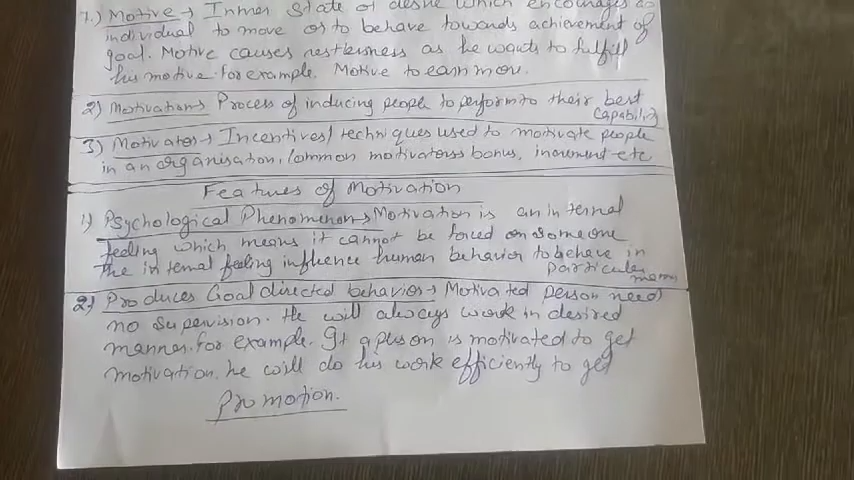 1.) Motive → Inner State of desire which encourages an
individual to move or to behave towards achievement of
goal. Motive causes restlessness as he wants to fulfill
his motive. for example. Motive to earn more.
2) Motivation → Process of inducing people to perform to their best
capability
3) Motivators → Incentives/techniques used to motivate people
in an organisation, Common motivators bonus, increment etc
Features of Motivation
1) Psychological Phenomenon → Motivation is an internal
feeling which means it cannot be forced on someone
The internal feeling influence human behavior to behave in
particular manner
2) Produces Goal directed behavior → Motivated person need
no supervision. He will always work in desired
manner. for example. If a person is motivated to get
motivation. he will do his work efficiently to get
promotion.